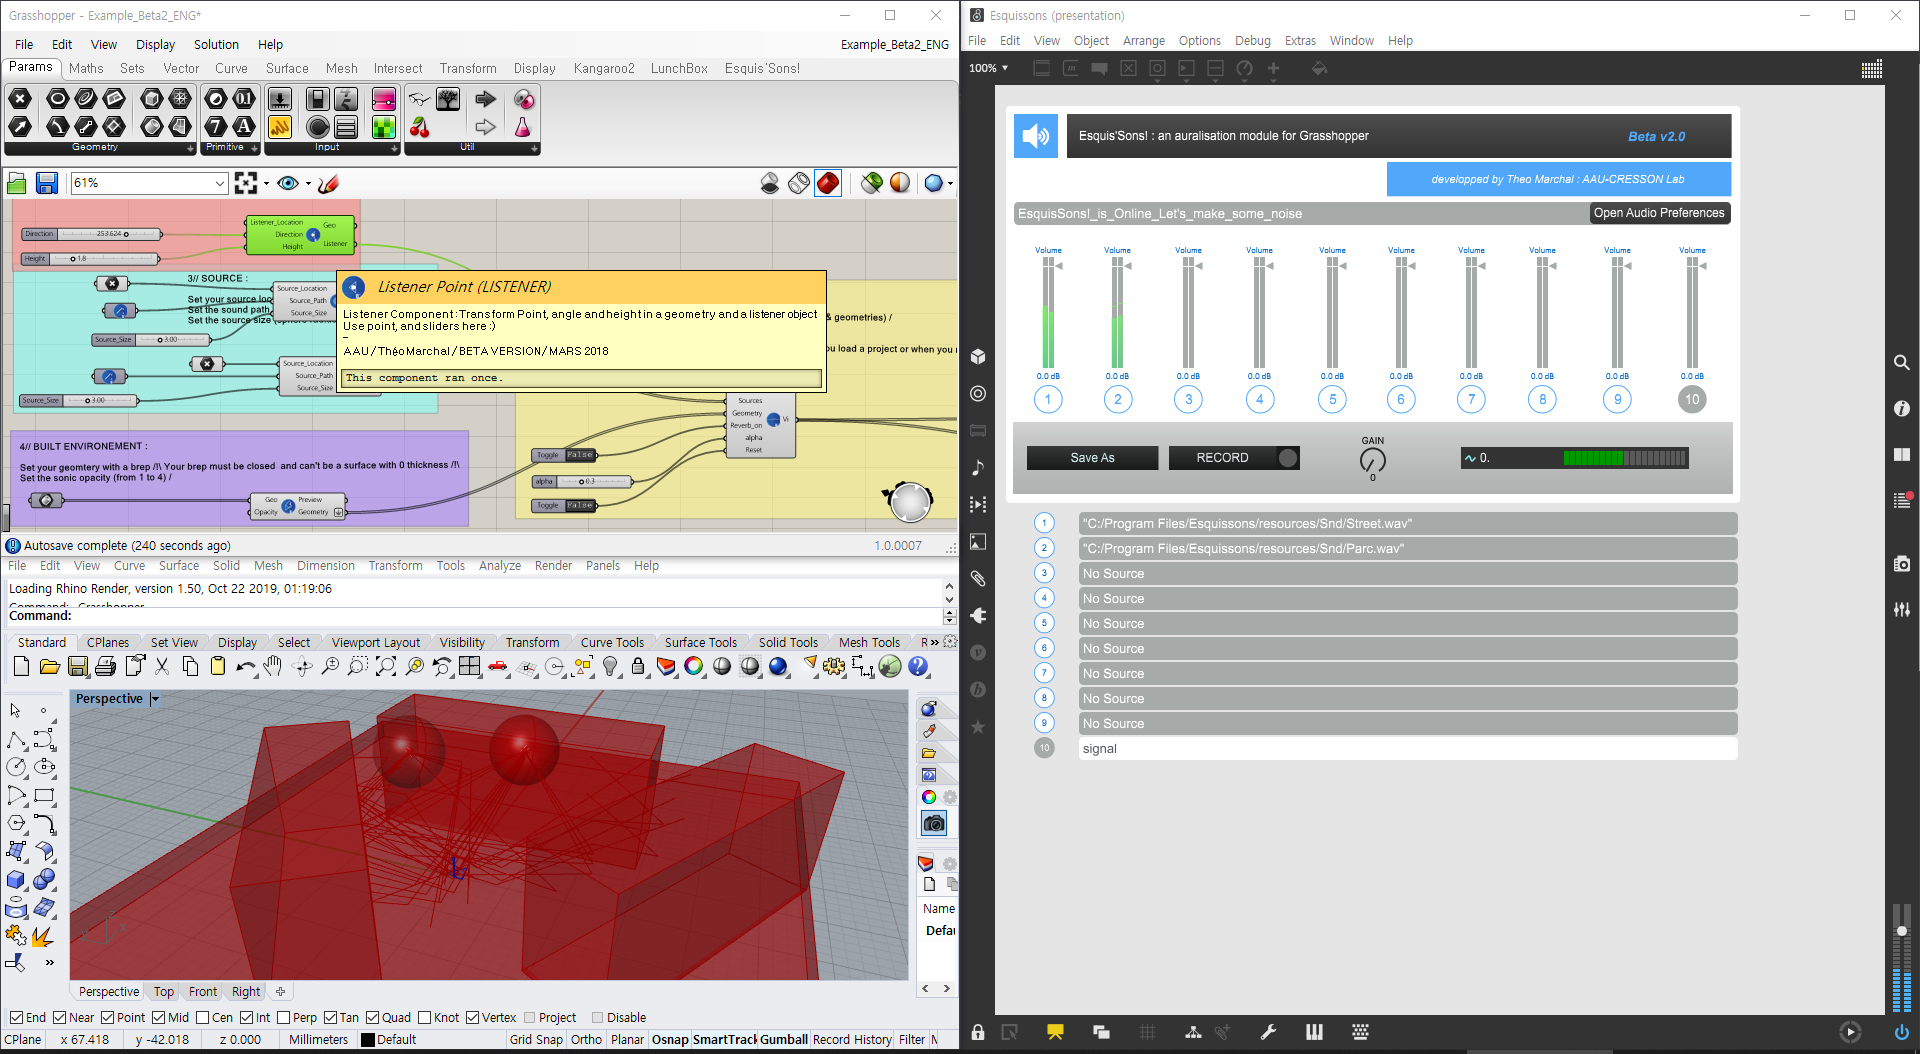 Grasshopper - Example_Beta2_ENG*
File Edit View Display Solution Help
Example_Beta2_ENG
Params Maths Sets Vector Curve Surface Mesh Intersect Transform Display Kangaroo2 LunchBox Esquis'Sons!
Geometry Primitive Input Util
61%
Listener_Location
Direction
Height
Geo
Listener
Direction 253.624
Height 1.8
3// SOURCE :
Set your source loc
Set the sound path
Set the source size
Source_Location
Source_Path
Source_Size
Source_Size 3.00
Source_Location
Source_Path
Source_Size
Source_Size 3.00
Listener Point (LISTENER)
Listener Component: Transform Point, angle and height in a geometry and a listener object
Use point, and sliders here :)
-
AAU / Théo Marchal / BETA VERSION / MARS 2018
This component ran once.
& geometries) /
ou load a project or when you
Sources
Geometry
Reverb_on
alpha
Reset
Vi
Toggle False
alpha 0.3
Toggle False
4// BUILT ENVIRONEMENT :
Set your geomtery with a brep /!\ Your brep must be closed and can't be a surface with 0 thickness /!\
Set the sonic opacity (from 1 to 4) /
Geo
Opacity
Preview
Geometry
Autosave complete (240 seconds ago)
1.0.0007
File Edit View Curve Surface Solid Mesh Dimension Transform Tools Analyze Render Panels Help
Loading Rhino Render, version 1.50, Oct 22 2019, 01:19:06
Command: Grasshopper
Command:
Standard CPlanes Set View Display Select Viewport Layout Visibility Transform Curve Tools Surface Tools Solid Tools Mesh Tools R »
Perspective
Name
Defau
Perspective Top Front Right
End Near Point Mid Cen Int Perp Tan Quad Knot Vertex Project Disable
CPlane x 67.418 y -42.018 z 0.000 Millimeters Default Grid Snap Ortho Planar Osnap SmartTrack Gumball Record History Filter M
Esquissons (presentation)
File Edit View Object Arrange Options Debug Extras Window Help
100%
Esquis'Sons! : an auralisation module for Grasshopper
Beta v2.0
developped by Theo Marchal : AAU-CRESSON Lab
EsquisSons!_is_Online_Let's_make_some_noise
Open Audio Preferences
Volume Volume Volume Volume Volume Volume Volume Volume Volume Volume
0.0 dB 0.0 dB 0.0 dB 0.0 dB 0.0 dB 0.0 dB 0.0 dB 0.0 dB 0.0 dB 0.0 dB
1 2 3 4 5 6 7 8 9 10
Save As
RECORD
GAIN
0
0.
1 "C:/Program Files/Esquissons/resources/Snd/Street.wav"
2 "C:/Program Files/Esquissons/resources/Snd/Parc.wav"
3 No Source
4 No Source
5 No Source
6 No Source
7 No Source
8 No Source
9 No Source
10 signal